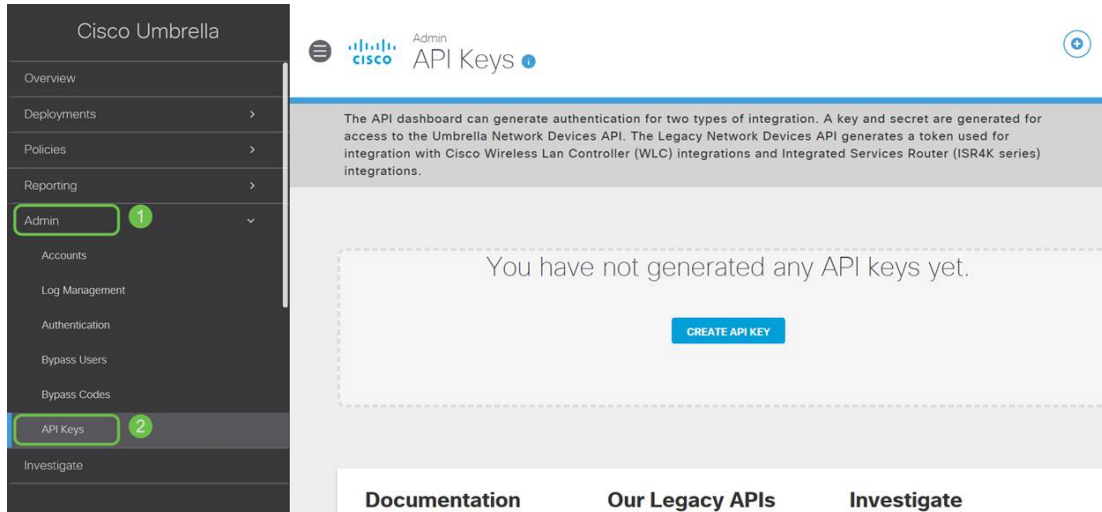 Cisco Umbrella
Overview
Deployments
Policies
Reporting
Admin
1
Accounts
Log Management
Authentication
Bypass Users
Bypass Codes
API Keys
2
Investigate
cisco
Admin
API Keys
The API dashboard can generate authentication for two types of integration. A key and secret are generated for
access to the Umbrella Network Devices API. The Legacy Network Devices API generates a token used for
integration with Cisco Wireless Lan Controller (WLC) integrations and Integrated Services Router (ISR4K series)
integrations.
You have not generated any API keys yet.
CREATE API KEY
Documentation
Our Legacy APIs
Investigate